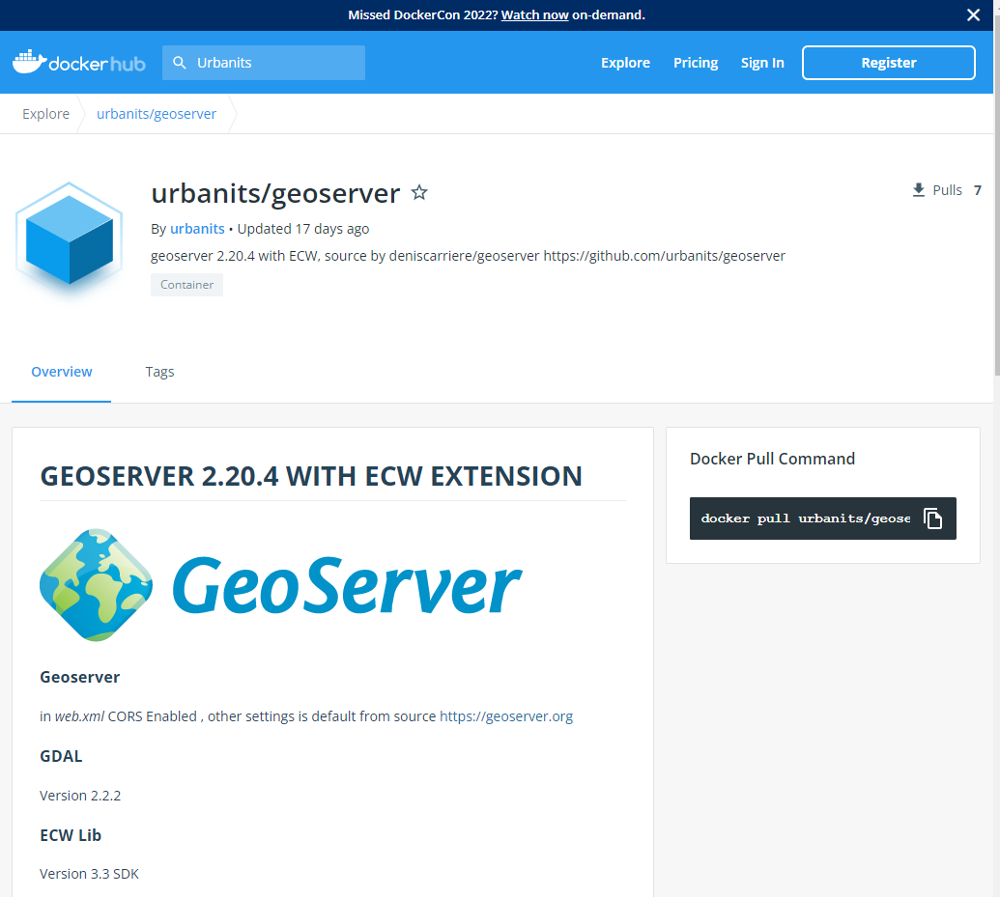 Missed DockerCon 2022? Watch now on-demand.
docker hub
Urbanits
Explore
Pricing
Sign In
Register
Explore
urbanits/geoserver
urbanits/geoserver
Pulls 7
By urbanits • Updated 17 days ago
geoserver 2.20.4 with ECW, source by deniscarriere/geoserver https://github.com/urbanits/geoserver
Container
Overview
Tags
GEOSERVER 2.20.4 WITH ECW EXTENSION
GeoServer
Geoserver
in web.xml CORS Enabled , other settings is default from source https://geoserver.org
GDAL
Version 2.2.2
ECW Lib
Version 3.3 SDK
Docker Pull Command
docker pull urbanits/geose